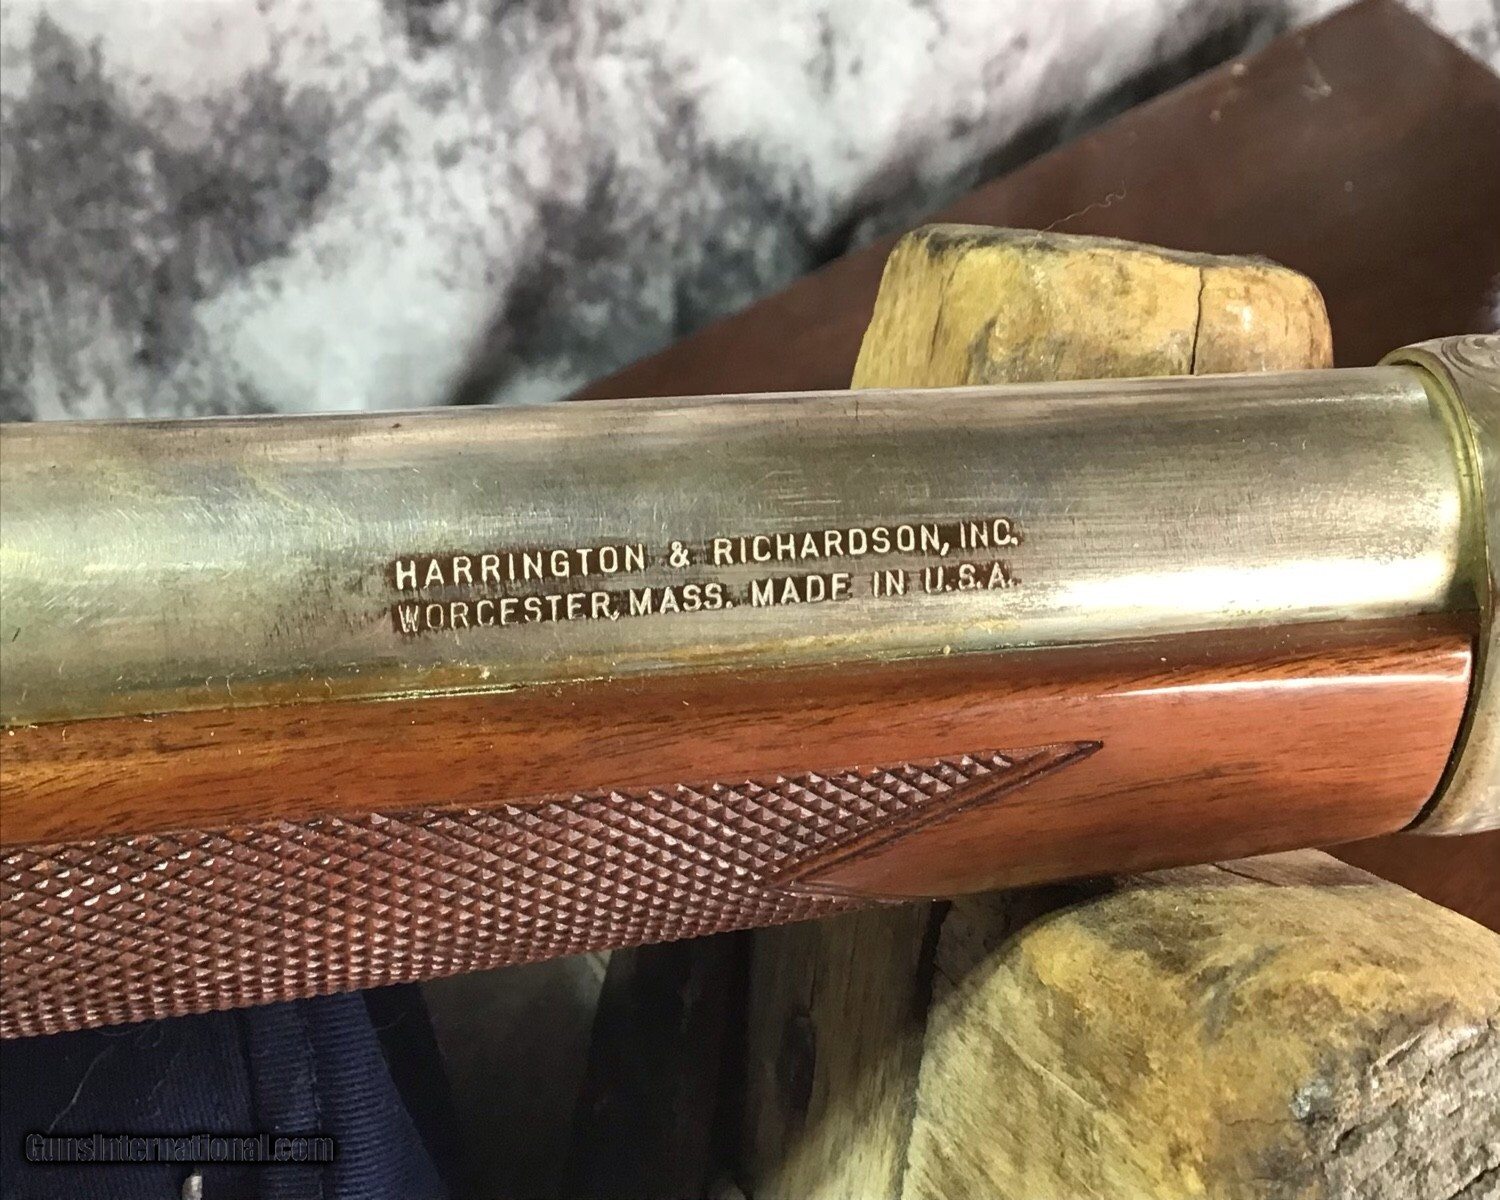 HARRINGTON & RICHARDSON, INC.
WORCESTER, MASS. MADE IN U.S.A.
GunsInternational.com